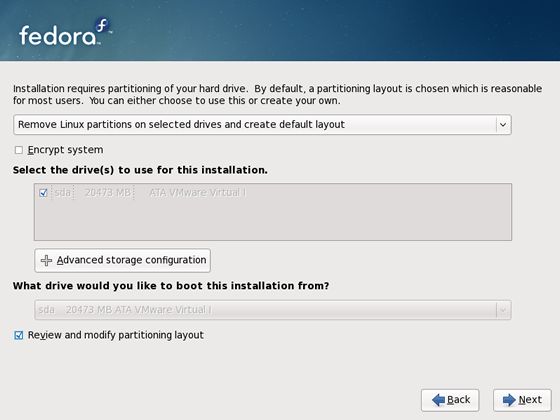 fedora
Installation requires partitioning of your hard drive. By default, a partitioning layout is chosen which is reasonable
for most users. You can either choose to use this or create your own.
Remove Linux partitions on selected drives and create default layout
Encrypt system
Select the drive(s) to use for this installation.
sda 20473 MB ATA VMware Virtual I
Advanced storage configuration
What drive would you like to boot this installation from?
sda 20473 MB ATA VMware Virtual I
Review and modify partitioning layout
Back Next